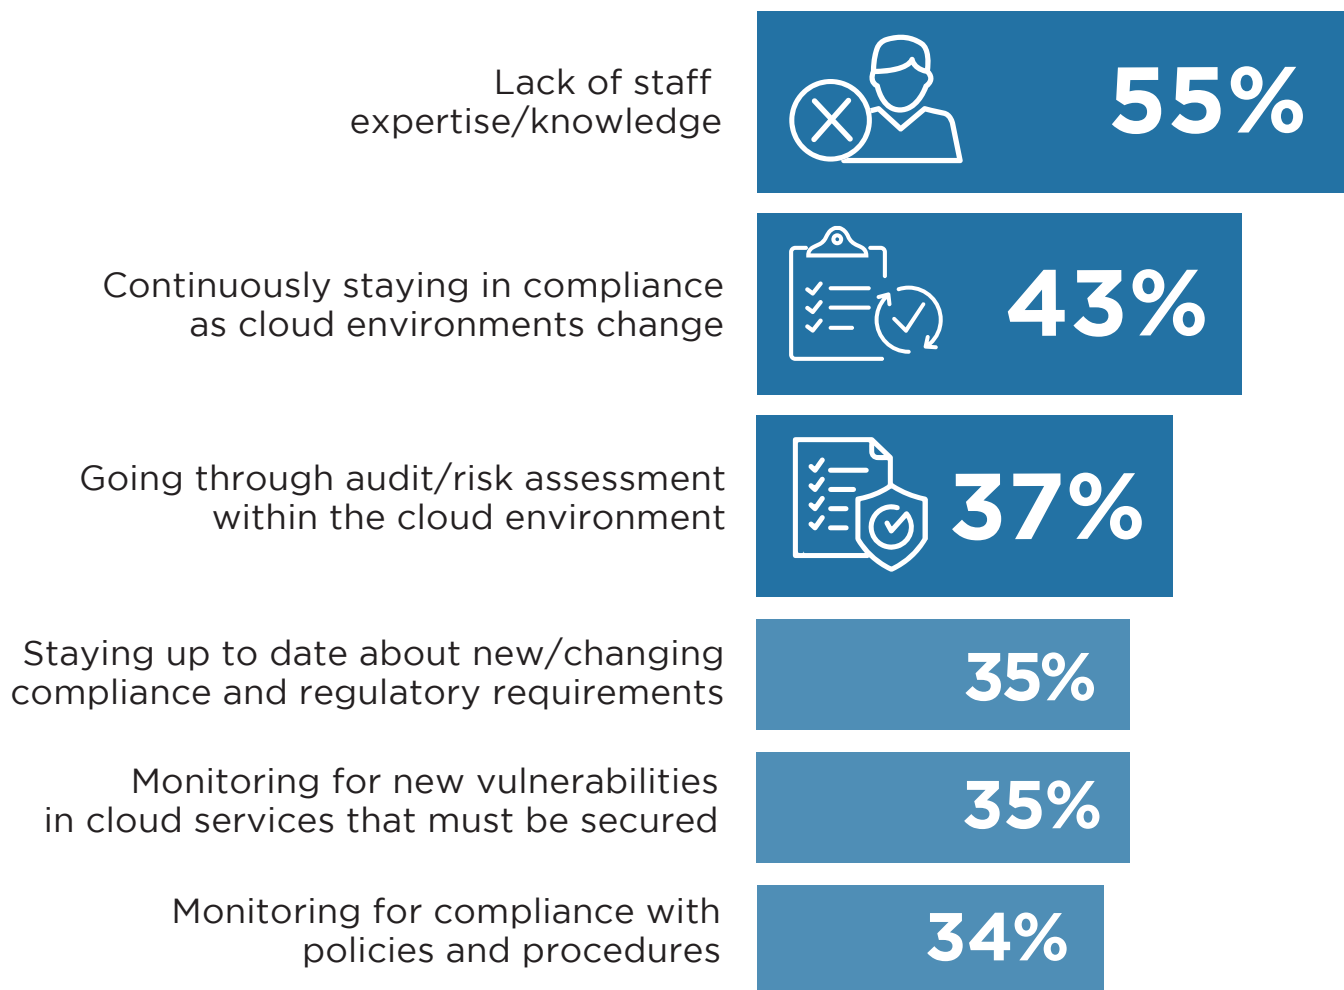 Lack of staff
expertise/knowledge
55%
Continuously staying in compliance
as cloud environments change
43%
Going through audit/risk assessment
within the cloud environment
37%
Staying up to date about new/changing
compliance and regulatory requirements
35%
Monitoring for new vulnerabilities
in cloud services that must be secured
35%
Monitoring for compliance with
policies and procedures
34%